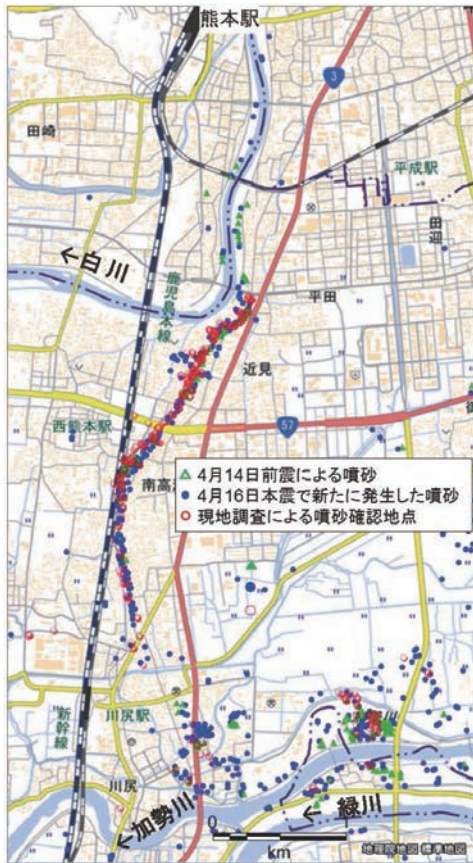 熊本駅
3
田崎
平成駅
田迎
←白川
鹿児島本線
平田
近見
西熊本駅
57
4月14日前震による噴砂
4月16日本震で新たに発生した噴砂
現地調査による噴砂確認地点
南高
川尻駅
新幹線
川尻
←加勢川
←緑川
0
km
地理院地図 標準地図